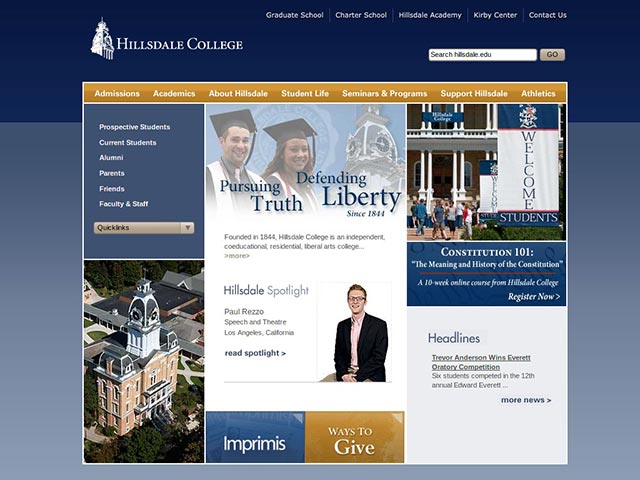 Graduate School
Charter School
Hillsdale Academy
Kirby Center
Contact Us
HILLSDALE COLLEGE
Search hillsdale.edu
GO
Admissions
Academics
About Hillsdale
Student Life
Seminars & Programs
Support Hillsdale
Athletics
Prospective Students
Current Students
Alumni
Parents
Friends
Faculty & Staff
Quicklinks
Pursuing
Truth
Defending
Liberty
Since 1844
Founded in 1844, Hillsdale College is an independent,
coeducational, residential, liberal arts college...
>more>
Hillsdale Spotlight
Paul Rezzo
Speech and Theatre
Los Angeles, California
read spotlight >
Imprimis
WAYS TO
Give
Hillsdale
College
WELCOME
STUDENTS
CONSTITUTION 101:
"The Meaning and History of the Constitution"
A 10-week online course from Hillsdale College
Register Now >
Headlines
Trevor Anderson Wins Everett
Oratory Competition
Six students competed in the 12th
annual Edward Everett ...
more news >